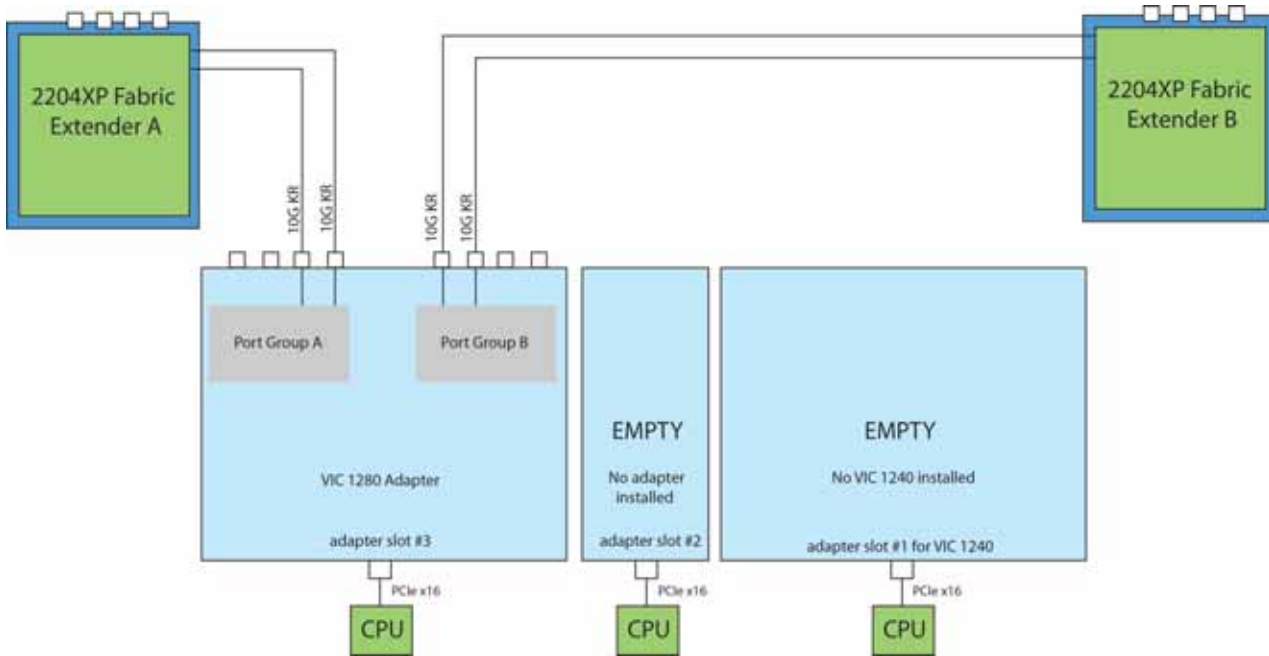 2204XP Fabric
Extender A
2204XP Fabric
Extender B
10G KR
10G KR
10G KR
10G KR
Port Group A
Port Group B
EMPTY
EMPTY
VIC 1280 Adapter
No adapter
installed
No VIC 1240 installed
adapter slot #3
adapter slot #2
adapter slot #1 for VIC 1240
PCIe x16
PCIe x16
PCIe x16
CPU
CPU
CPU